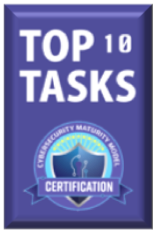 TOP 10
TASKS
CYBERSECURITY MATURITY MODEL
CERTIFICATION